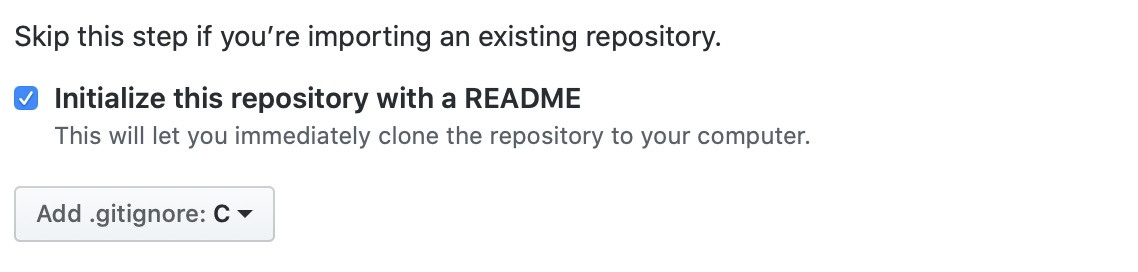 Skip this step if you’re importing an existing repository.
Initialize this repository with a README
This will let you immediately clone the repository to your computer.
Add .gitignore: C